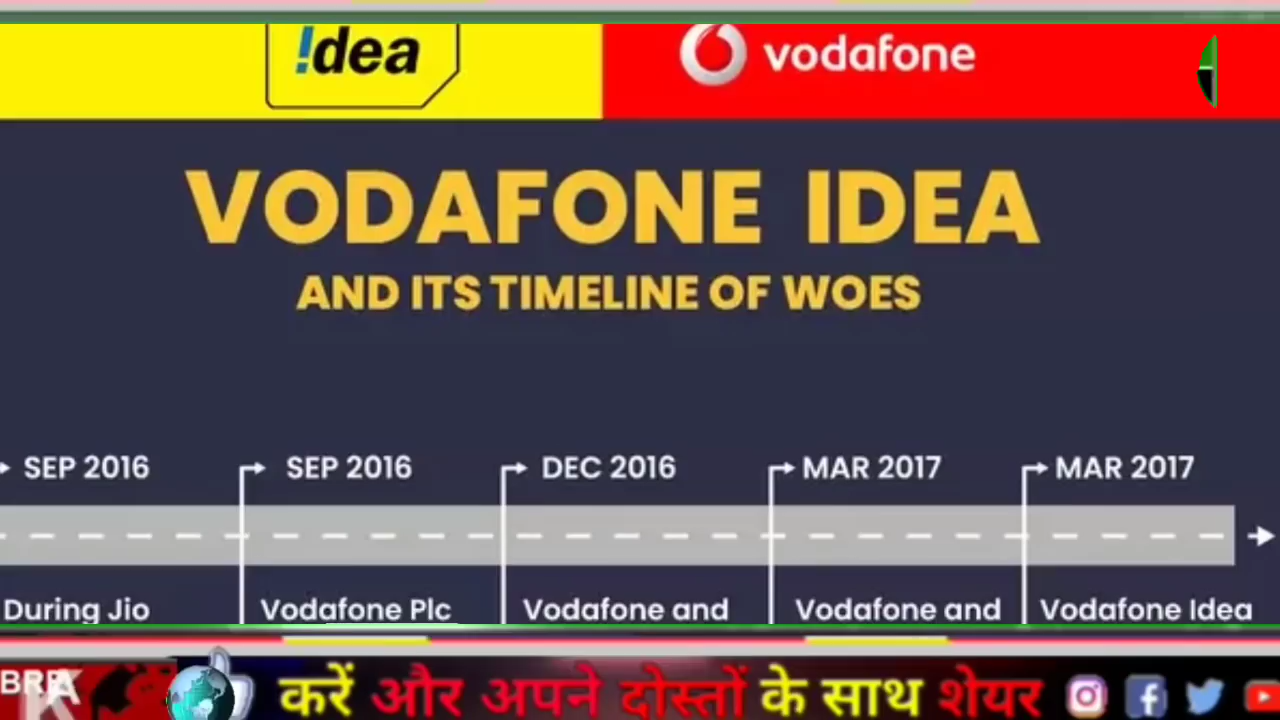 !dea vodafone
VODAFONE IDEA
AND ITS TIMELINE OF WOES
SEP 2016 SEP 2016 DEC 2016 MAR 2017 MAR 2017
During Jio Vodafone Plc Vodafone and Vodafone and Vodafone Idea
करें और अपने दोस्तों के साथ शेयर